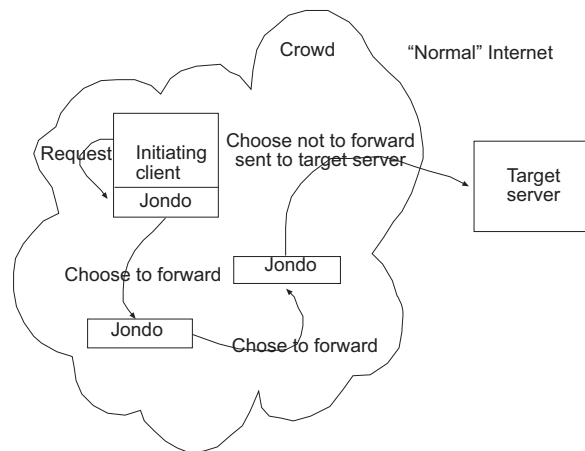 Crowd
"Normal" Internet
Request
Initiating
client
Jondo
Choose not to forward
sent to target server
Target
server
Jondo
Choose to forward
Jondo
Chose to forward